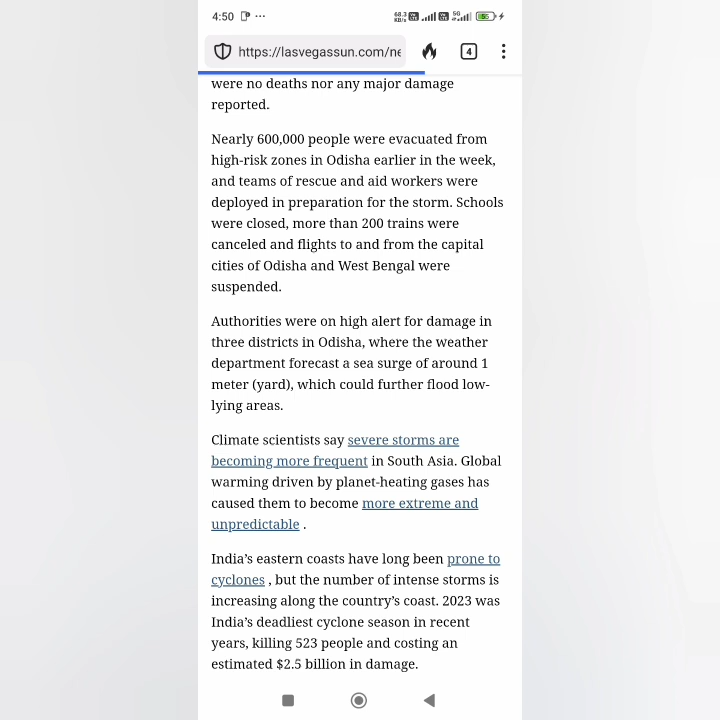 4:50
68.3
KB/s
5G
55
https://lasvegassun.com/ne
4
were no deaths nor any major damage
reported.
Nearly 600,000 people were evacuated from
high-risk zones in Odisha earlier in the week,
and teams of rescue and aid workers were
deployed in preparation for the storm. Schools
were closed, more than 200 trains were
canceled and flights to and from the capital
cities of Odisha and West Bengal were
suspended.
Authorities were on high alert for damage in
three districts in Odisha, where the weather
department forecast a sea surge of around 1
meter (yard), which could further flood low-
lying areas.
Climate scientists say severe storms are
becoming more frequent in South Asia. Global
warming driven by planet-heating gases has
caused them to become more extreme and
unpredictable .
India’s eastern coasts have long been prone to
cyclones , but the number of intense storms is
increasing along the country’s coast. 2023 was
India’s deadliest cyclone season in recent
years, killing 523 people and costing an
estimated $2.5 billion in damage.